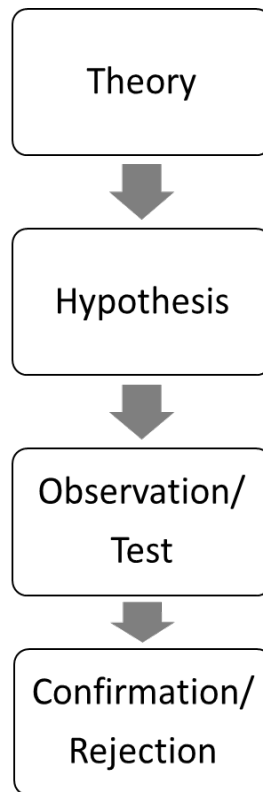 Theory
Hypothesis
Observation/
Test
Confirmation/
Rejection